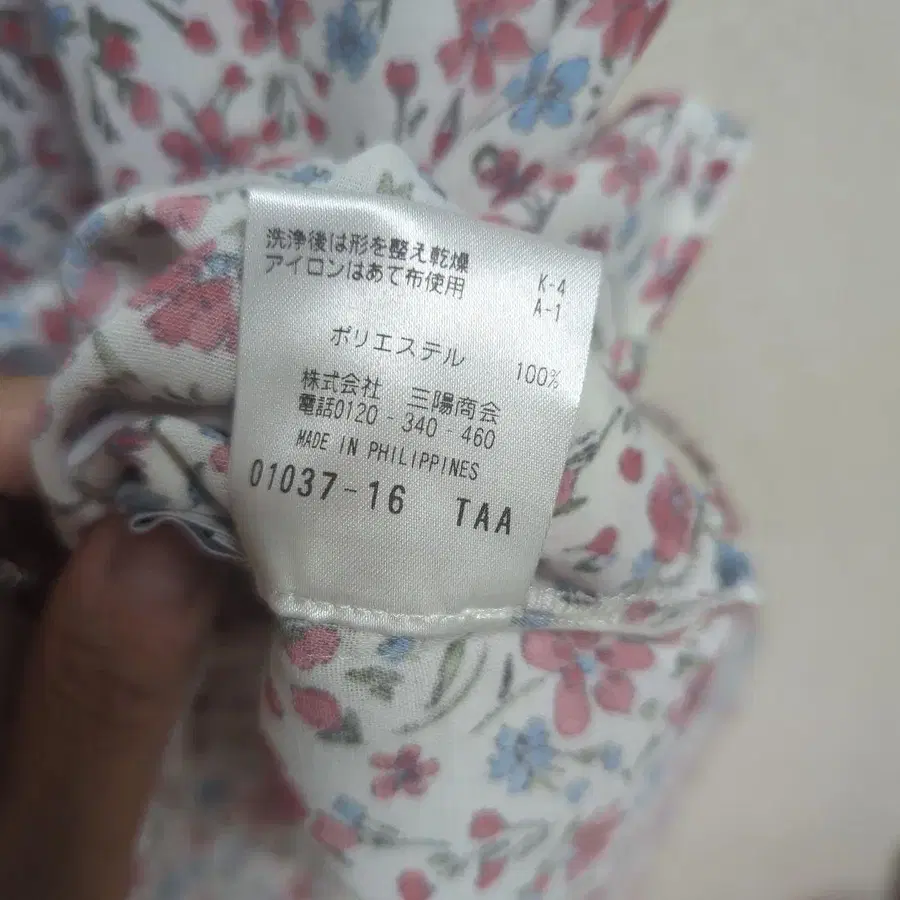 洗浄後は形を整え乾燥
アイロンはあて布使用
K-4
A-1
ポリエステル 100%
株式会社 三陽商会
電話0120-340-460
MADE IN PHILIPPINES
01037-16 TAA